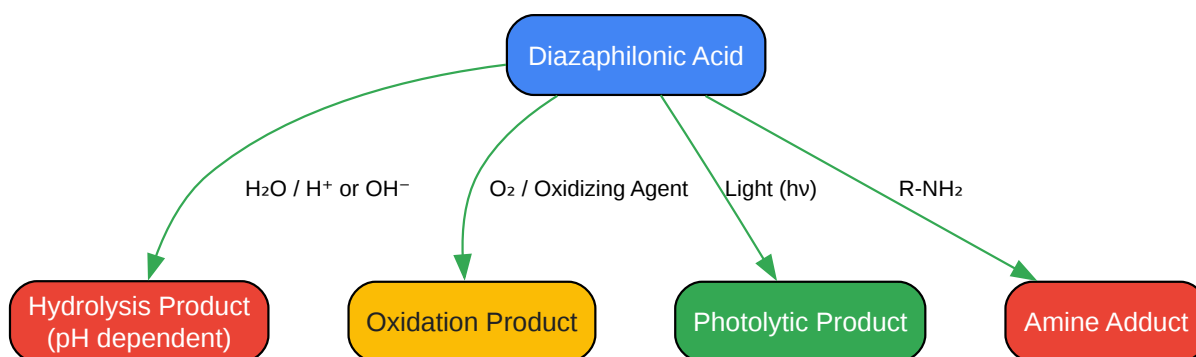 Diazaphilonic Acid
H₂O / H⁺ or OH⁻
O₂ / Oxidizing Agent
Light (hν)
R-NH₂
Hydrolysis Product
(pH dependent)
Oxidation Product
Photolytic Product
Amine Adduct